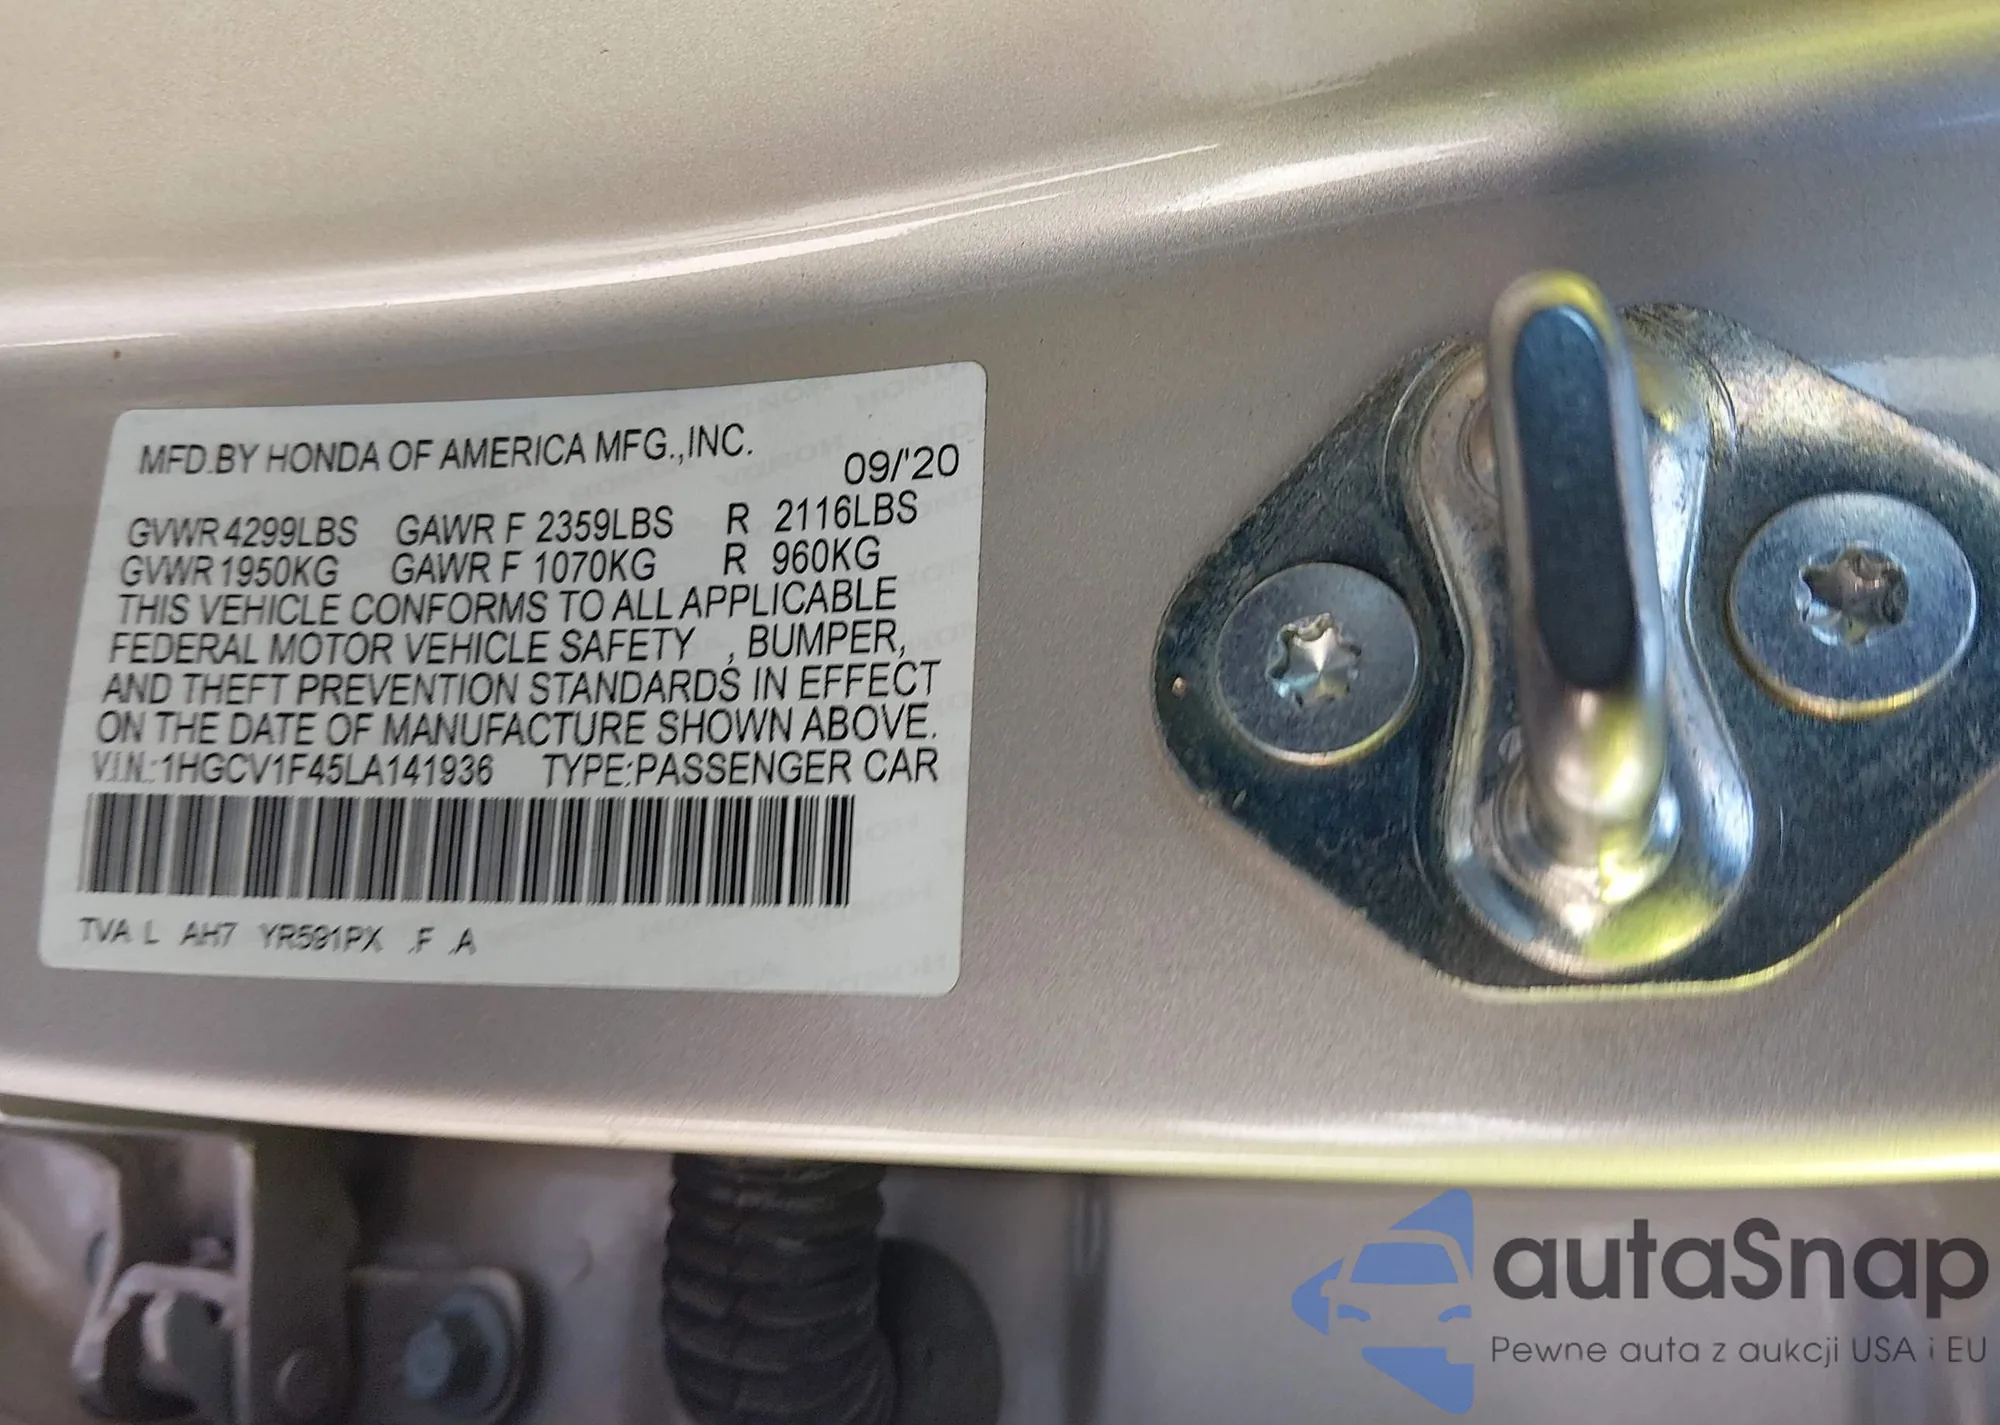 MFD.BY HONDA OF AMERICA MFG.,INC.
09/'20
GVWR 4299LBS GAWR F 2359LBS R 2116LBS
GVWR 1950KG GAWR F 1070KG R 960KG
THIS VEHICLE CONFORMS TO ALL APPLICABLE
FEDERAL MOTOR VEHICLE SAFETY , BUMPER,
AND THEFT PREVENTION STANDARDS IN EFFECT
ON THE DATE OF MANUFACTURE SHOWN ABOVE.
V.I.N.:1HGCV1F45LA141936 TYPE:PASSENGER CAR
TVA L AH7 YR591PX .F .A
autaSnap
Pewne auta z aukcji USA i EU